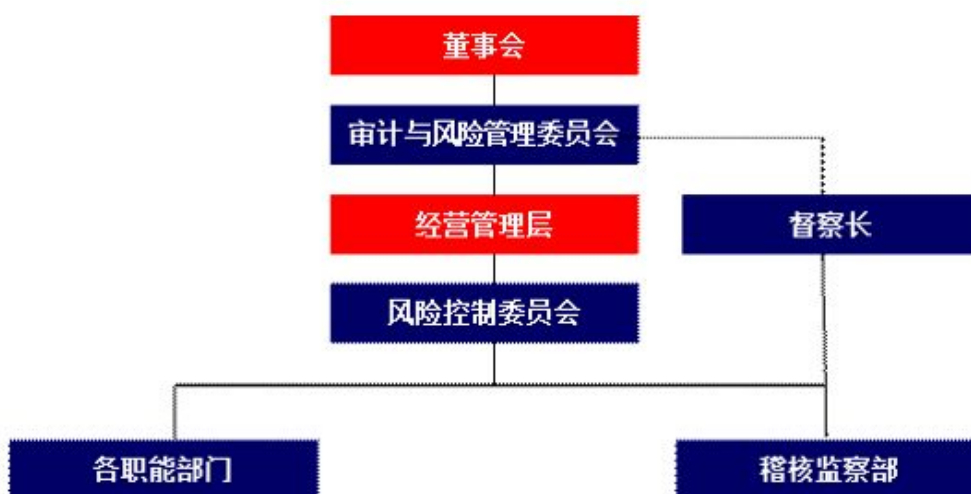 董事会
审计与风险管理委员会
经营管理层
督察长
风险控制委员会
各职能部门
稽核监察部